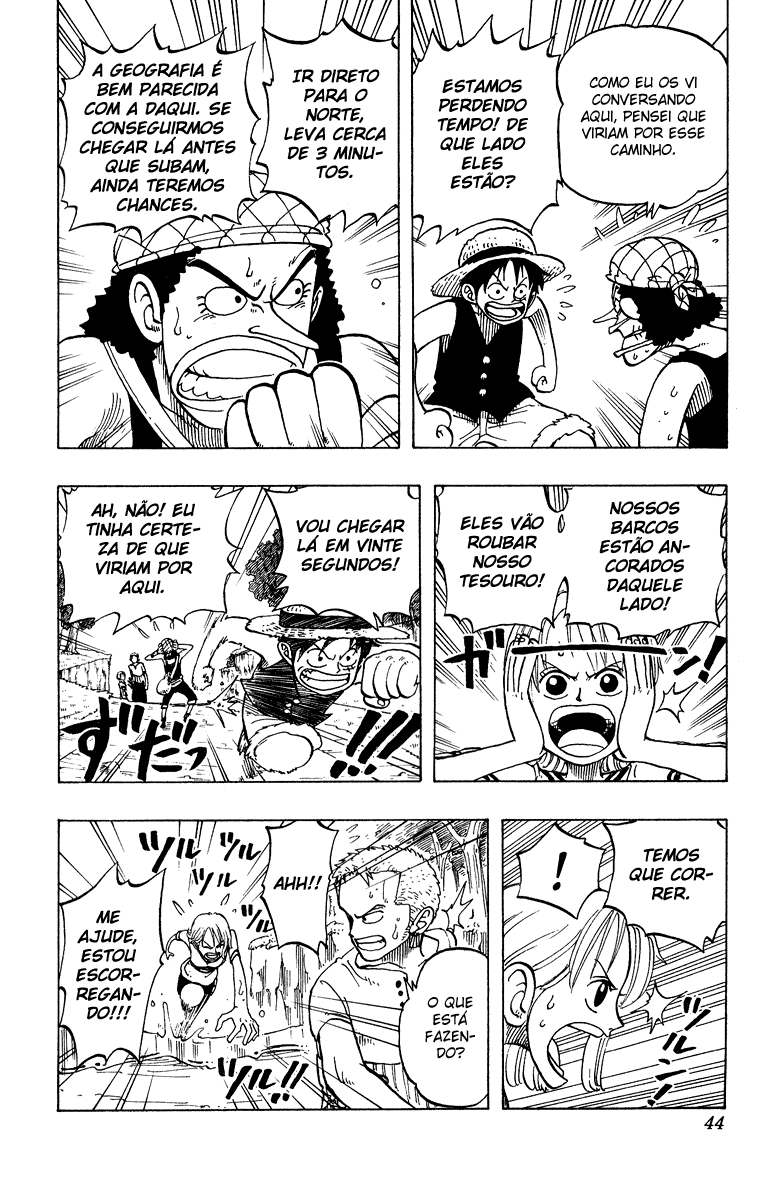 COMO EU OS VI
CONVERSANDO
AQUI, PENSEI QUE
VIRIAM POR ESSE
CAMINHO.
ESTAMOS
PERDENDO
TEMPO! DE
QUE LADO
ELES
ESTÃO?
IR DIRETO
PARA O
NORTE,
LEVA CERCA
DE 3 MINU-
TOS.
A GEOGRAFIA É
BEM PARECIDA
COM A DAQUI. SE
CONSEGUIRMOS
CHEGAR LÁ ANTES
QUE SUBAM,
AINDA TEREMOS
CHANCES.
NOSSOS
BARCOS
ESTÃO AN-
CORADOS
DAQUELE
LADO!
ELES VÃO
ROUBAR
NOSSO
TESOURO!
ガーン!
VOU CHEGAR
LÁ EM VINTE
SEGUNDOS!
AH, NÃO! EU
TINHA CERTE-
ZA DE QUE
VIRIAM POR
AQUI.
ずだっ!!!
TEMOS
QUE COR-
RER.
!
ツルーン!
AHH!!
O QUE
ESTÁ
FAZEN-
DO?
ツル
ツル
ツル
ツル!!
ME
AJUDE,
ESTOU
ESCOR-
REGAN-
DO!!!
44